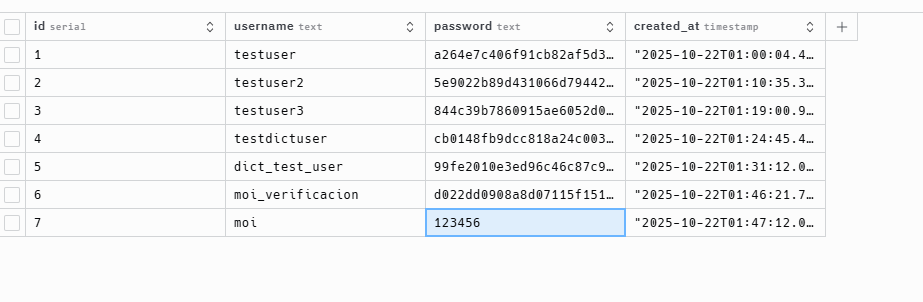 id serial username text password text created_at timestamp +
1 testuser a264e7c406f91cb82af5d3… "2025-10-22T01:00:04.4…
2 testuser2 5e9022b89d431066d79442… "2025-10-22T01:10:35.3…
3 testuser3 844c39b7860915ae6052d0… "2025-10-22T01:19:00.9…
4 testdictuser cb0148fb9dcc818a24c003… "2025-10-22T01:24:45.4…
5 dict_test_user 99fe2010e3ed96c46c87c9… "2025-10-22T01:31:12.0…
6 moi_verificacion d022dd0908a8d07115f151… "2025-10-22T01:46:21.7…
7 moi 123456 "2025-10-22T01:47:12.0…